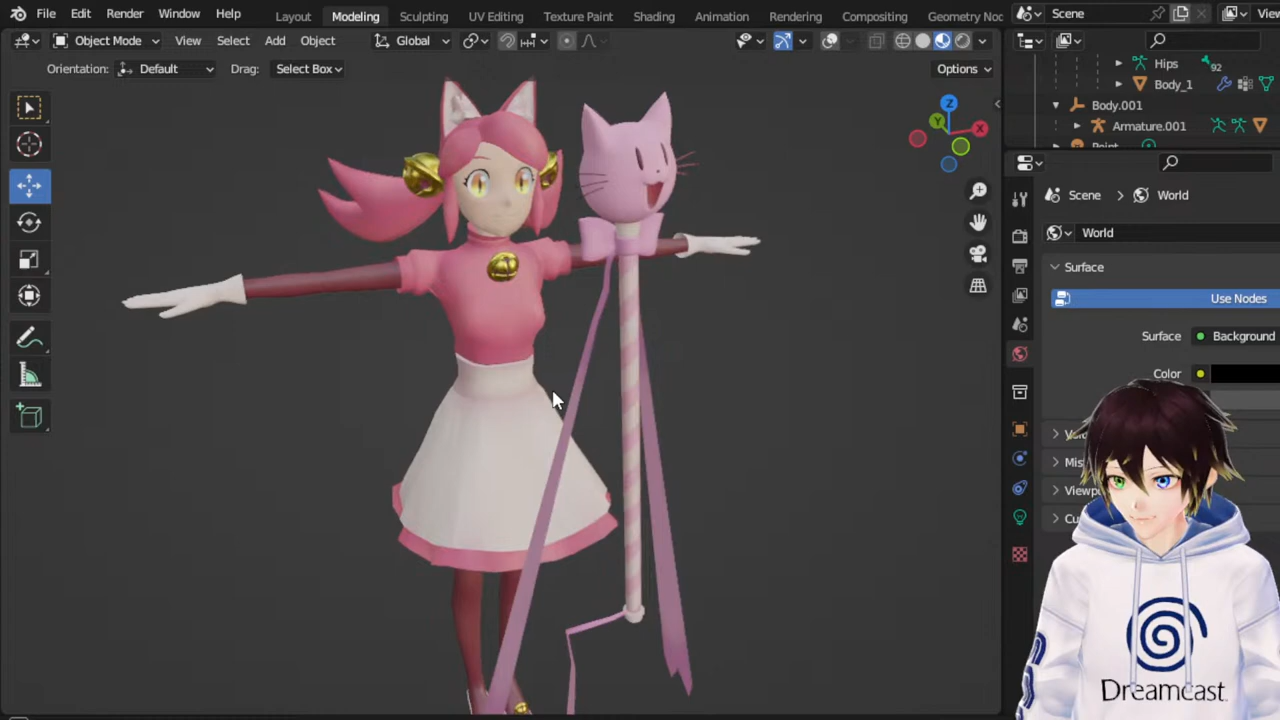 File Edit Render Window Help Layout Modeling Sculpting UV Editing Texture Paint Shading Animation Rendering Compositing Geometry Noc Scene View
Object Mode View Select Add Object Global
Orientation: Default Drag: Select Box Options
Z
Y
X
Hips 92
Body_1
Body.001
Armature.001
Scene > World
World
Surface
Use Nodes
Surface Background
Color
Mis
Viewp
Dreamcast